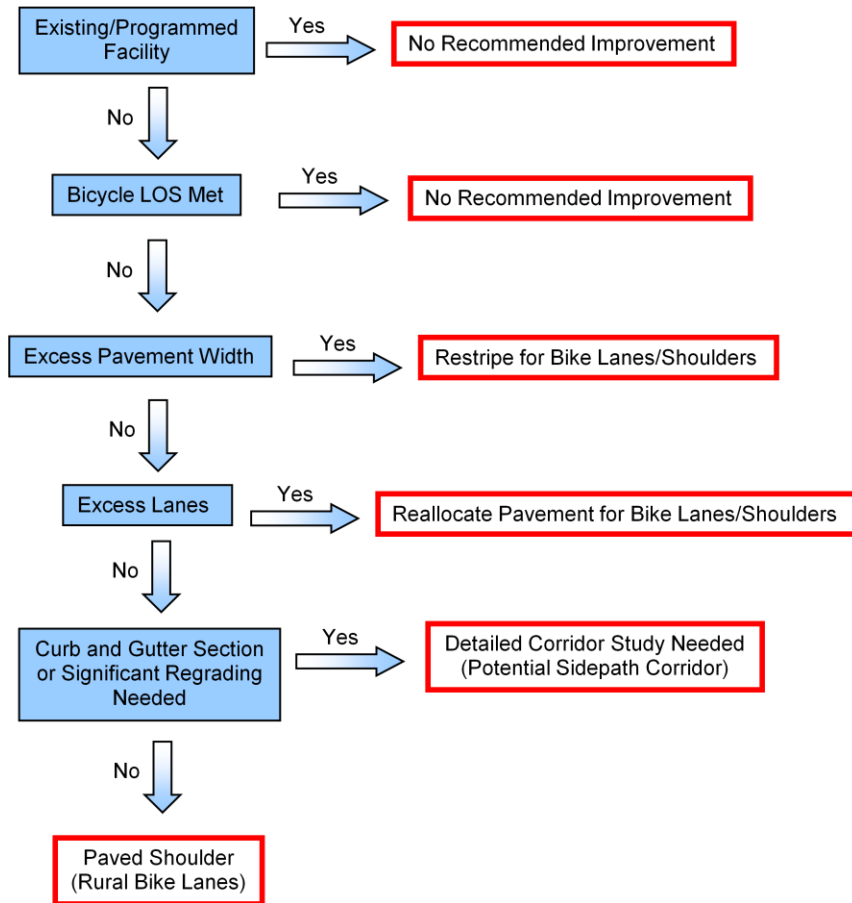 Existing/Programmed
Facility
Yes
No Recommended Improvement
No
Bicycle LOS Met
Yes
No Recommended Improvement
No
Excess Pavement Width
Yes
Restripe for Bike Lanes/Shoulders
No
Excess Lanes
Yes
Reallocate Pavement for Bike Lanes/Shoulders
No
Curb and Gutter Section
or Significant Regrading
Needed
Yes
Detailed Corridor Study Needed
(Potential Sidepath Corridor)
No
Paved Shoulder
(Rural Bike Lanes)